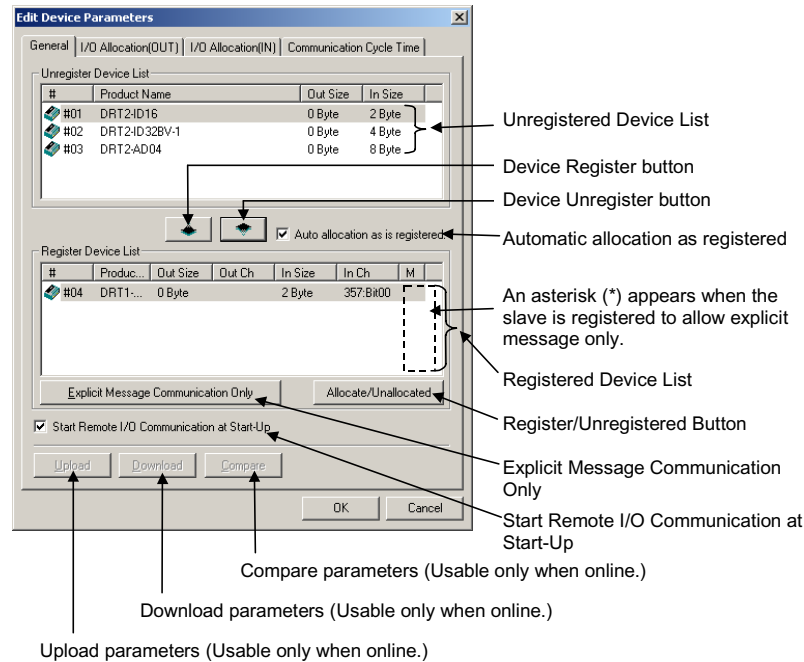 Edit Device Parameters
General
I/O Allocation(OUT)
I/O Allocation(IN)
Communication Cycle Time
Unregister Device List
# Product Name Out Size In Size
#01 DRT2-ID16 0 Byte 2 Byte
#02 DRT2-ID32BV-1 0 Byte 4 Byte
#03 DRT2-AD04 0 Byte 8 Byte
Auto allocation as is registered.
Register Device List
# Produc... Out Size Out Ch In Size In Ch M
#04 DRT1-... 0 Byte 2 Byte 357:Bit00
Explicit Message Communication Only
Allocate/Unallocated
Start Remote I/O Communication at Start-Up
Upload
Download
Compare
OK
Cancel
Unregistered Device List
Device Register button
Device Unregister button
Automatic allocation as registered
An asterisk (*) appears when the
slave is registered to allow explicit
message only.
Registered Device List
Register/Unregistered Button
Explicit Message Communication
Only
Start Remote I/O Communication at
Start-Up
Compare parameters (Usable only when online.)
Download parameters (Usable only when online.)
Upload parameters (Usable only when online.)